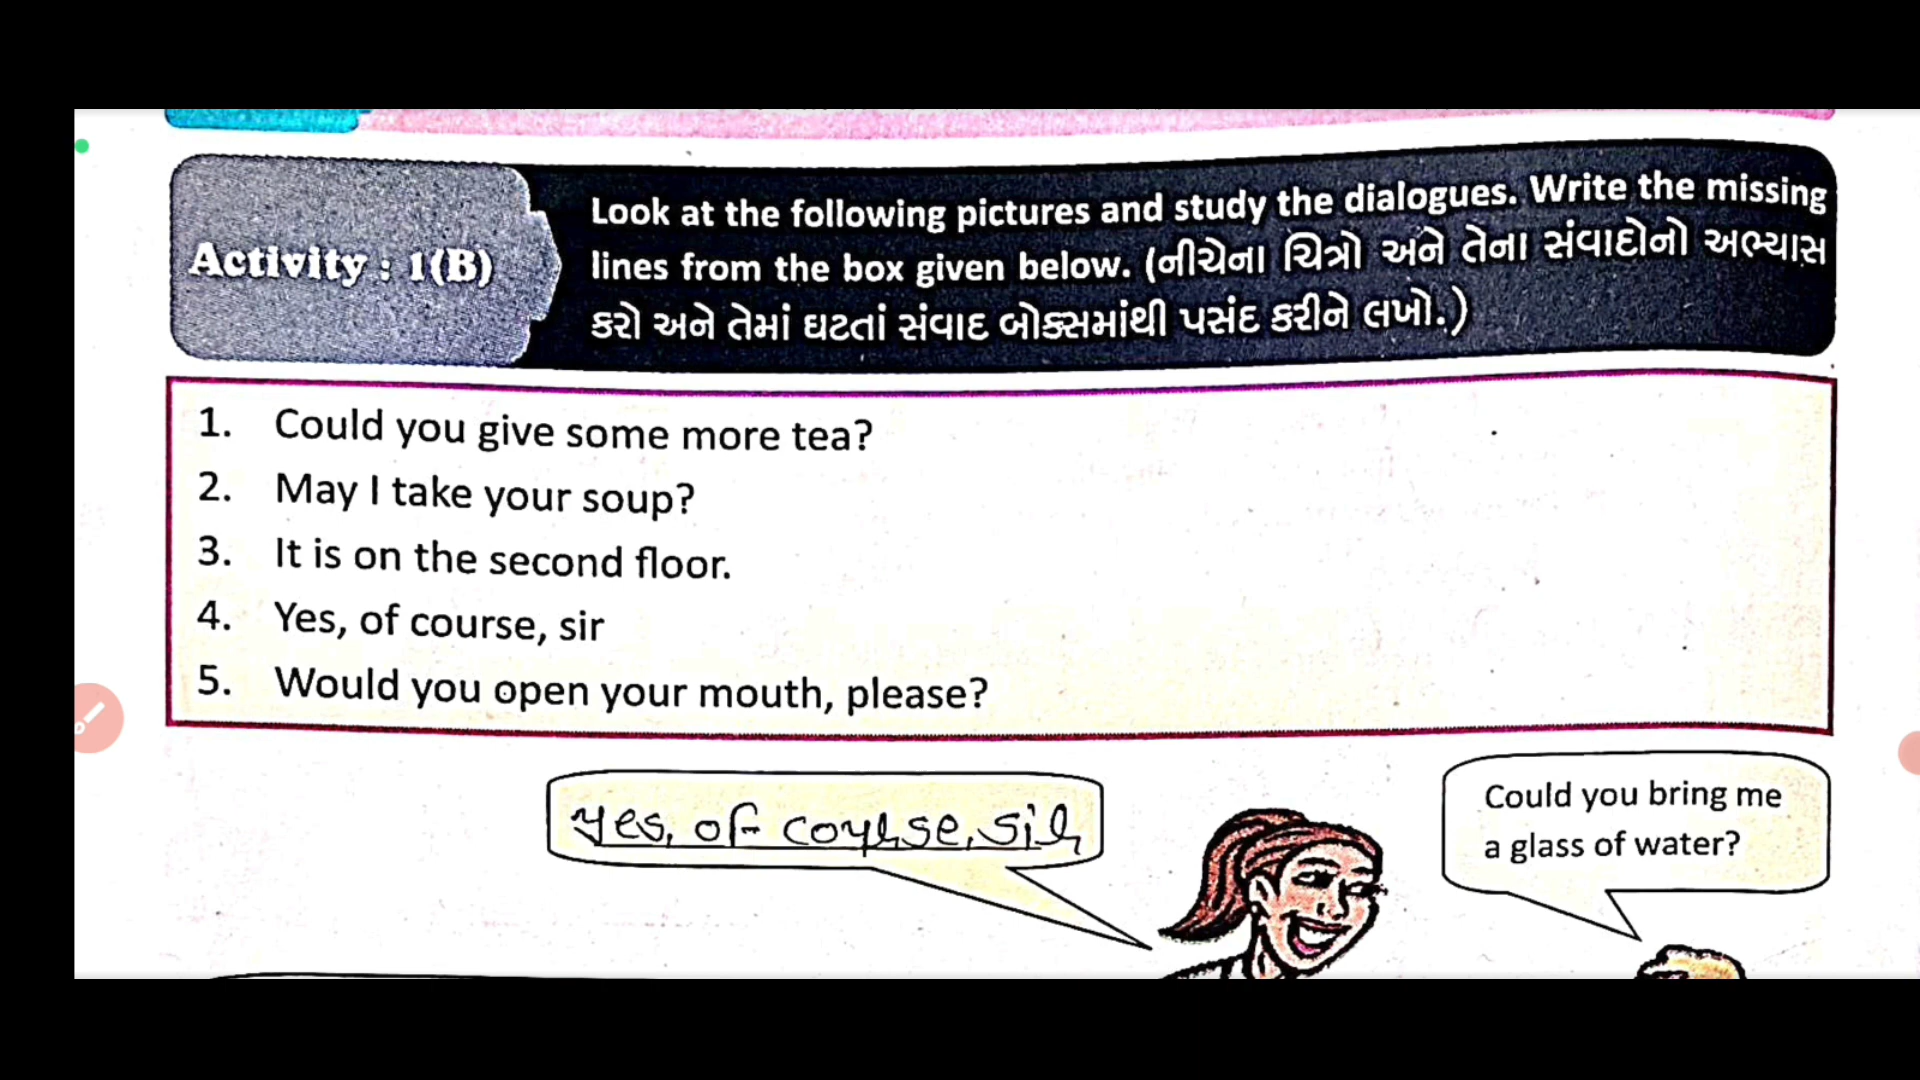 Activity : 1(B)
Look at the following pictures and study the dialogues. Write the missing
lines from the box given below. (નીચેના ચિત્રો અને તેના સંવાદોનો અભ્યાસ
કરો અને તેમાં ઘટતાં સંવાદ બોક્સમાંથી પસંદ કરીને લખો.)
1. Could you give some more tea?
2. May I take your soup?
3. It is on the second floor.
4. Yes, of course, sir
5. Would you open your mouth, please?
Yes, of course, sir
Could you bring me
a glass of water?